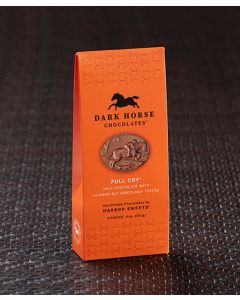 DARK HORSE
CHOCOLATES
FULL CRY
MILK CHOCOLATE WITH
ALMOND BUTTERCRUNCH TOFFEE
Handmade Chocolates by
HARBOR SWEETS